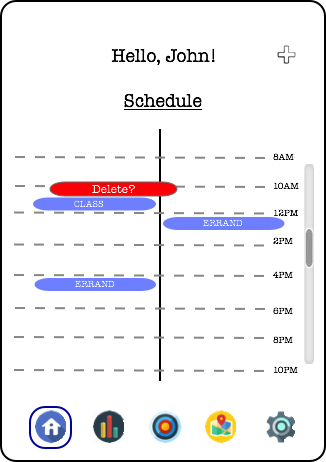 Hello, John!
Schedule
8AM
10AM
Delete?
CLASS
12PM
ERRAND
2PM
4PM
ERRAND
6PM
8PM
10PM